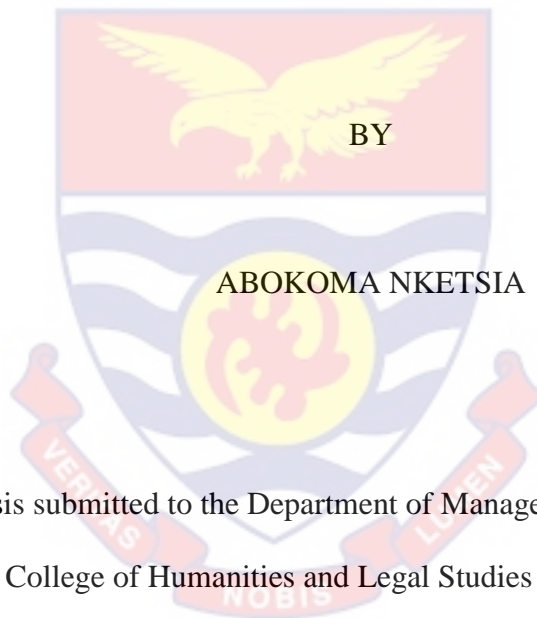 BY
ABOKOMA NKETSIA
sis submitted to the Department of Manage
College of Humanities and Legal Studies
VERITAS
NOBIS
LUMEN